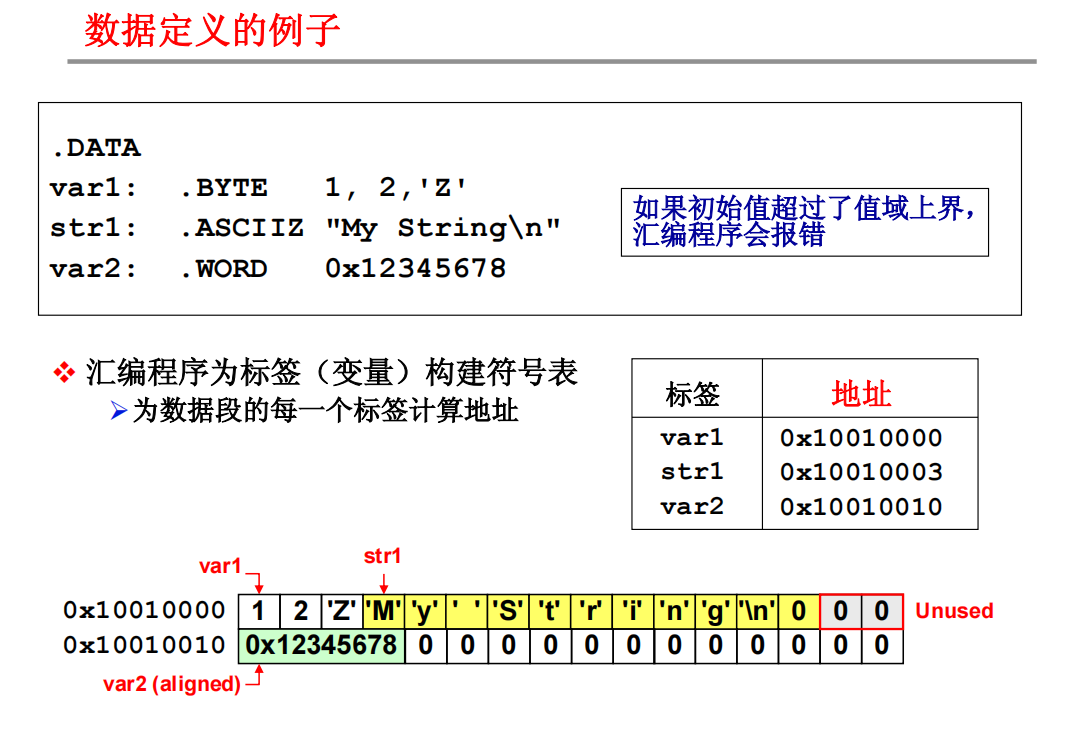 数据定义的例子
.DATA
var1: .BYTE 1, 2,'Z'
str1: .ASCIIZ "My String\n"
var2: .WORD 0x12345678
如果初始值超过了值域上界，
汇编程序会报错
❖ 汇编程序为标签（变量）构建符号表
➢为数据段的每一个标签计算地址
标签 地址
var1 0x10010000
str1 0x10010003
var2 0x10010010
var1 str1
0x10010000 1 2 'Z' 'M' 'y' ' ' 'S' 't' 'r' 'i' 'n' 'g' '\n' 0 0 0 Unused
0x10010010 0x12345678 0 0 0 0 0 0 0 0 0 0 0 0
var2 (aligned)